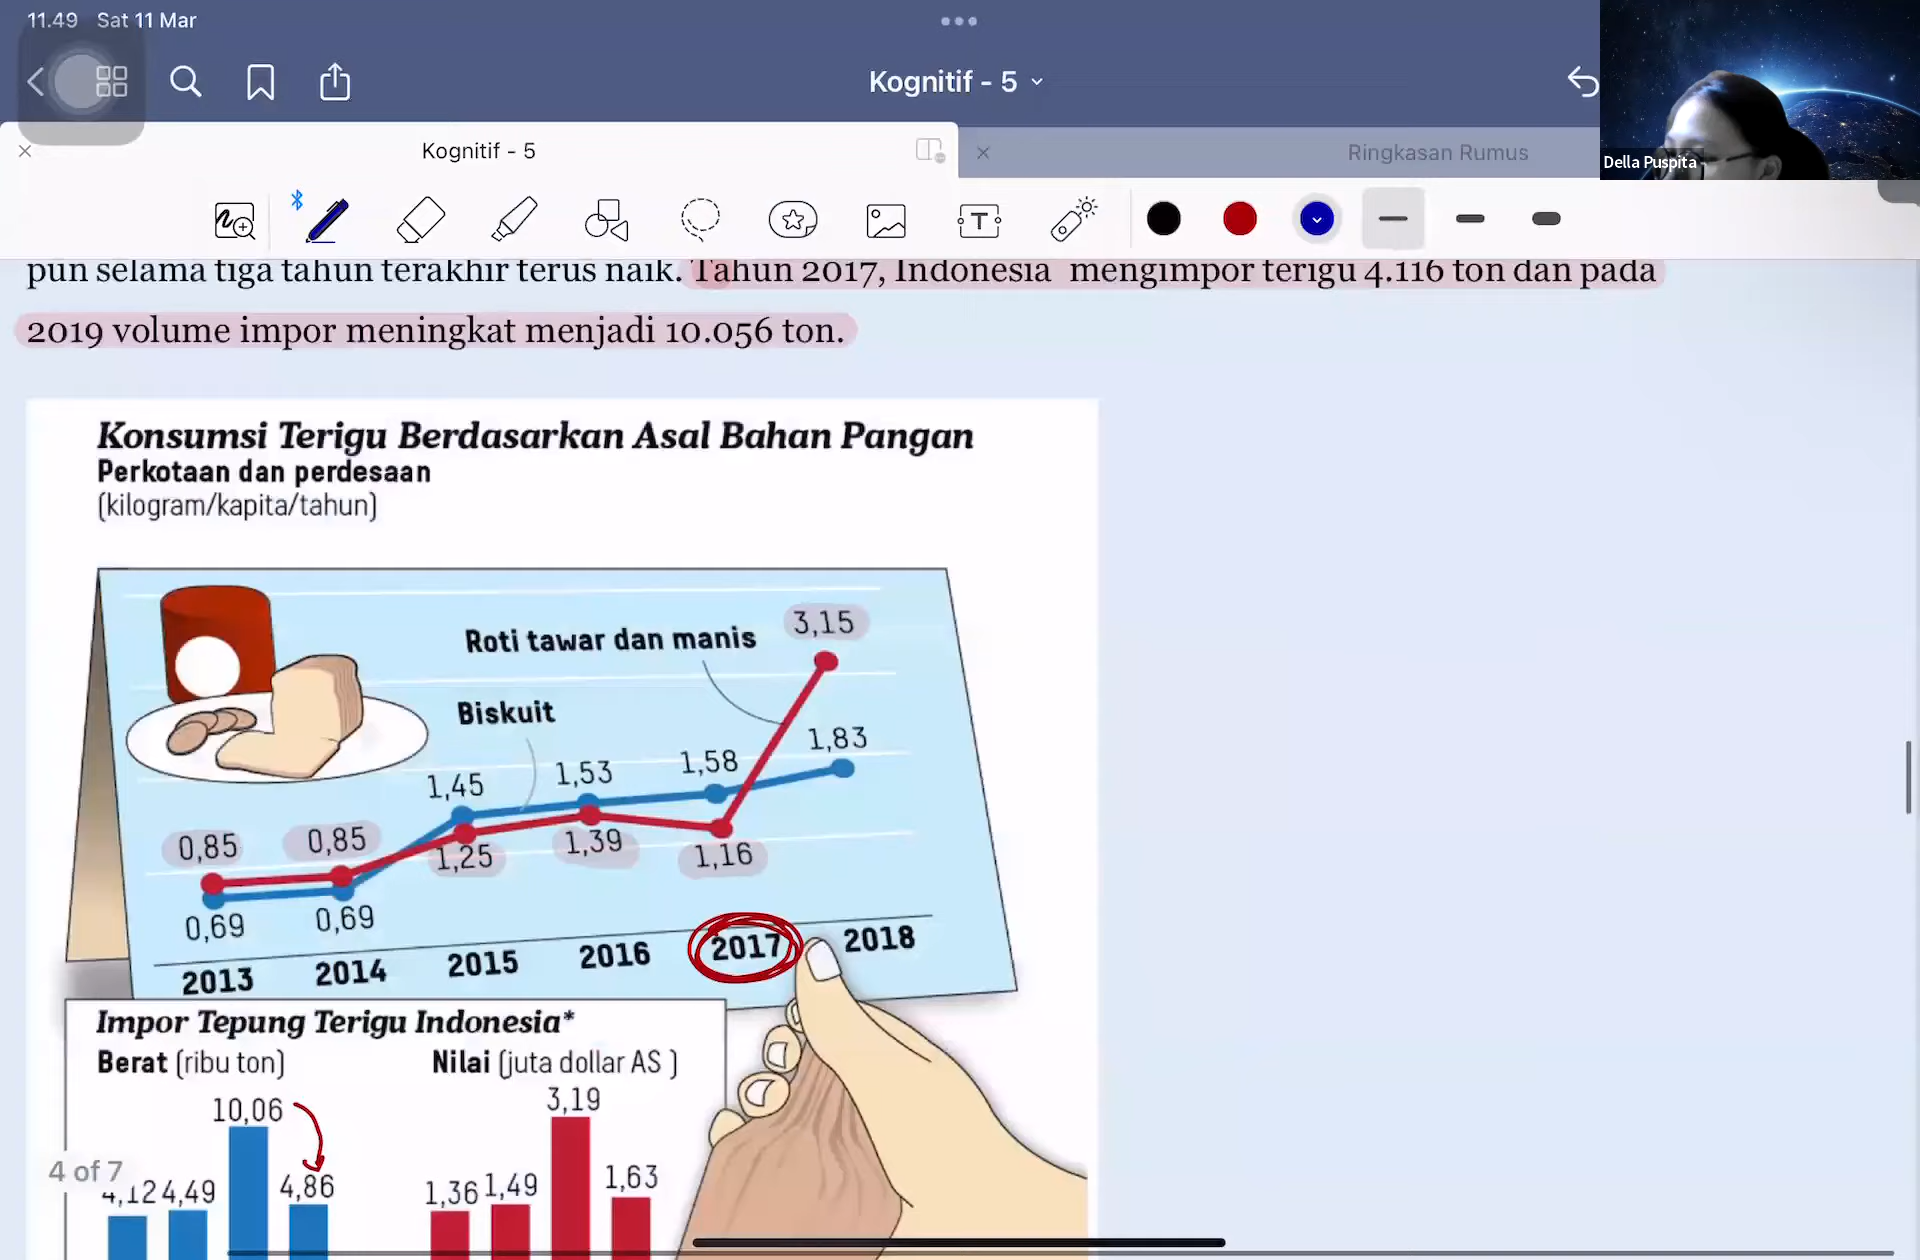 11.49 Sat 11 Mar
Kognitif - 5
Kognitif - 5
Ringkasan Rumus
Della Puspita
T
pun selama tiga tahun terakhir terus naik. Tahun 2017, Indonesia mengimpor terigu 4.116 ton dan pada
2019 volume impor meningkat menjadi 10.056 ton.
Konsumsi Terigu Berdasarkan Asal Bahan Pangan
Perkotaan dan perdesaan
(kilogram/kapita/tahun)
Roti tawar dan manis
3,15
Biskuit
1,83
1,45 1,53 1,58
0,85 0,85 1,25 1,39 1,16
0,69 0,69
2013 2014 2015 2016 2017 2018
Impor Tepung Terigu Indonesia*
Berat (ribu ton) Nilai (juta dollar AS )
10,06 3,19
4 of 7
4,12 4,49 4,86 1,36 1,49 1,63